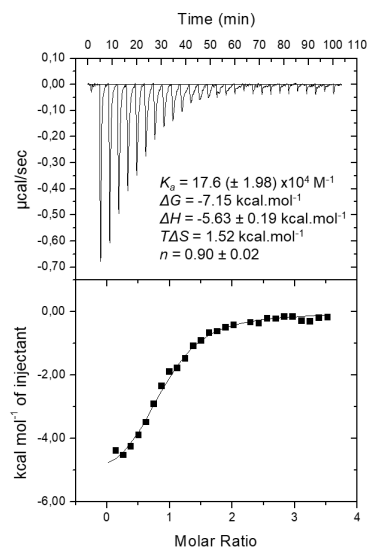 Time (min)
0 10 20 30 40 50 60 70 80 90 100 110
0,10
0,00
-0,10
-0,20
-0,30
-0,40
-0,50
-0,60
-0,70
µcal/sec
Kₐ = 17.6 (± 1.98) x10⁴ M⁻¹
ΔG = -7.15 kcal.mol⁻¹
ΔH = -5.63 ± 0.19 kcal.mol⁻¹
TΔS = 1.52 kcal.mol⁻¹
n = 0.90 ± 0.02
0,00
-2,00
-4,00
-6,00
kcal mol⁻¹ of injectant
0 1 2 3 4
Molar Ratio